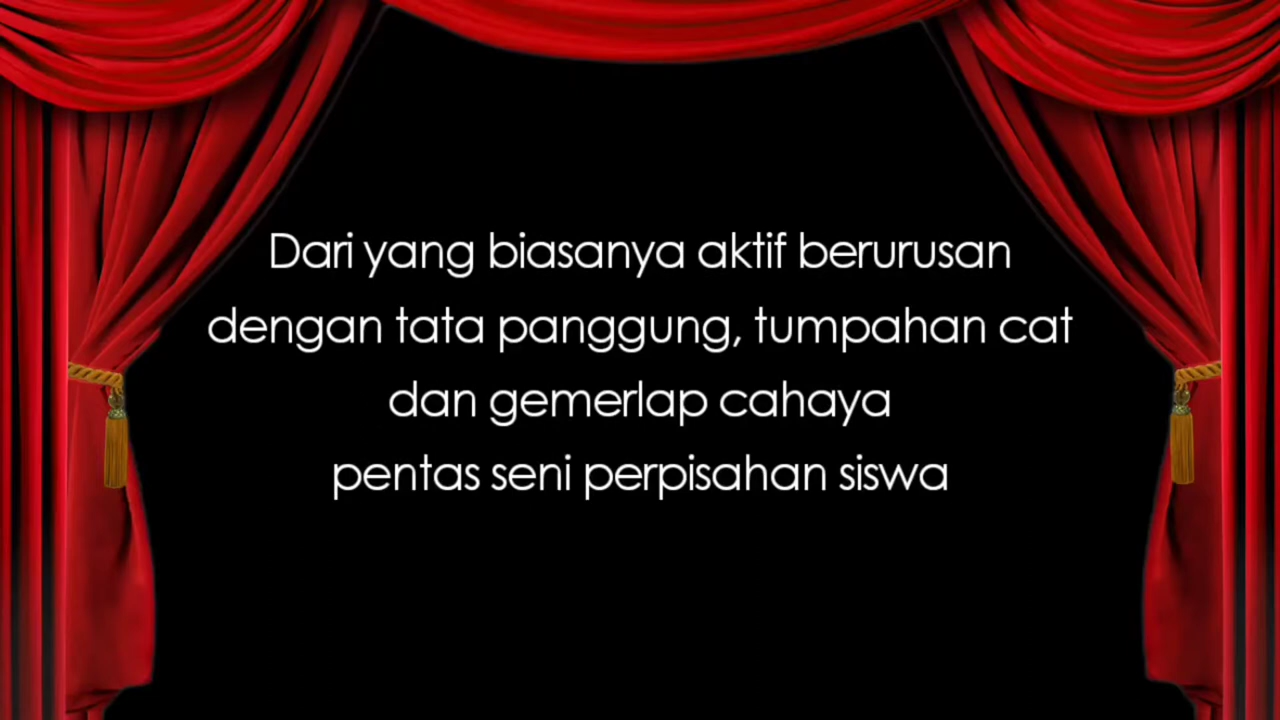 Dari yang biasanya aktif berurusan
dengan tata panggung, tumpahan cat
dan gemerlap cahaya
pentas seni perpisahan siswa